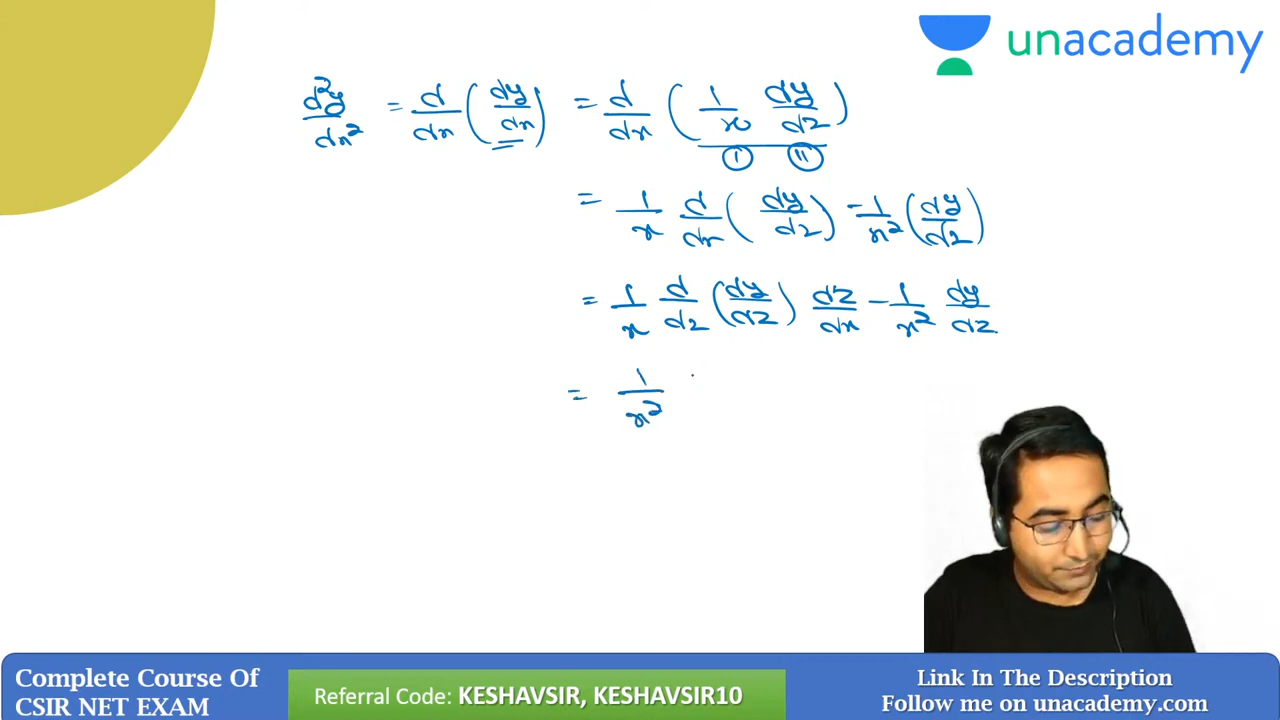 unacademy
d²y/dx² = d/dx (dy/dx) = d/dx (1/x dy/dz)
I II
= 1/x d/dx (dy/dz) - 1/x² (dy/dz)
= 1/x d/dz (dy/dz) dz/dx - 1/x² dy/dz
= 1/x²
Complete Course Of
CSIR NET EXAM
Referral Code: KESHAVSIR, KESHAVSIR10
Link In The Description
Follow me on unacademy.com